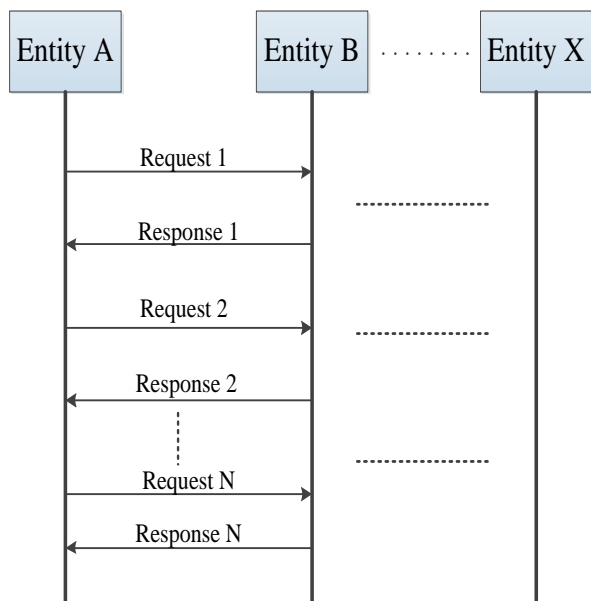 Entity A
Entity B
Entity X
Request 1
Response 1
Request 2
Response 2
Request N
Response N